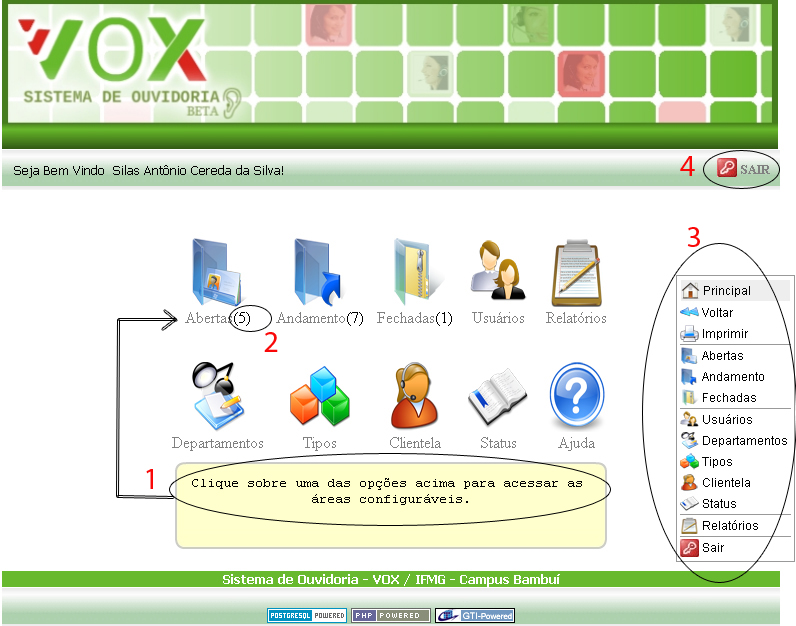 VOX
SISTEMA DE OUVIDORIA
BETA
Seja Bem Vindo Silas Antônio Cereda da Silva!
4
SAIR
3
Abertas(5) Andamento(7) Fechadas(1) Usuários Relatórios
2
Departamentos Tipos Clientela Status Ajuda
1
Clique sobre uma das opções acima para acessar as
áreas configuráveis.
Principal
Voltar
Imprimir
Abertas
Andamento
Fechadas
Usuários
Departamentos
Tipos
Clientela
Status
Relatórios
Sair
Sistema de Ouvidoria - VOX / IFMG - Campus Bambuí
POSTGRESQL POWERED PHP POWERED GTI-Powered